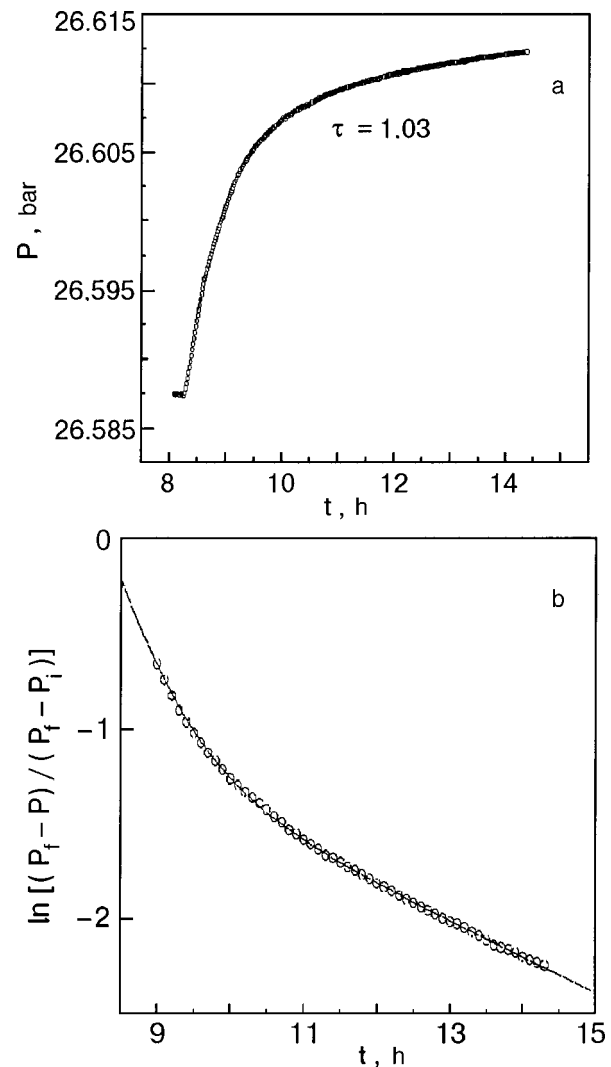 26.615
26.605
26.595
26.585
P, bar
a
τ = 1.03
8 10 12 14
t, h
0
-1
-2
ln [(P_f − P) / (P_f − P_i)]
b
9 11 13 15
t, h